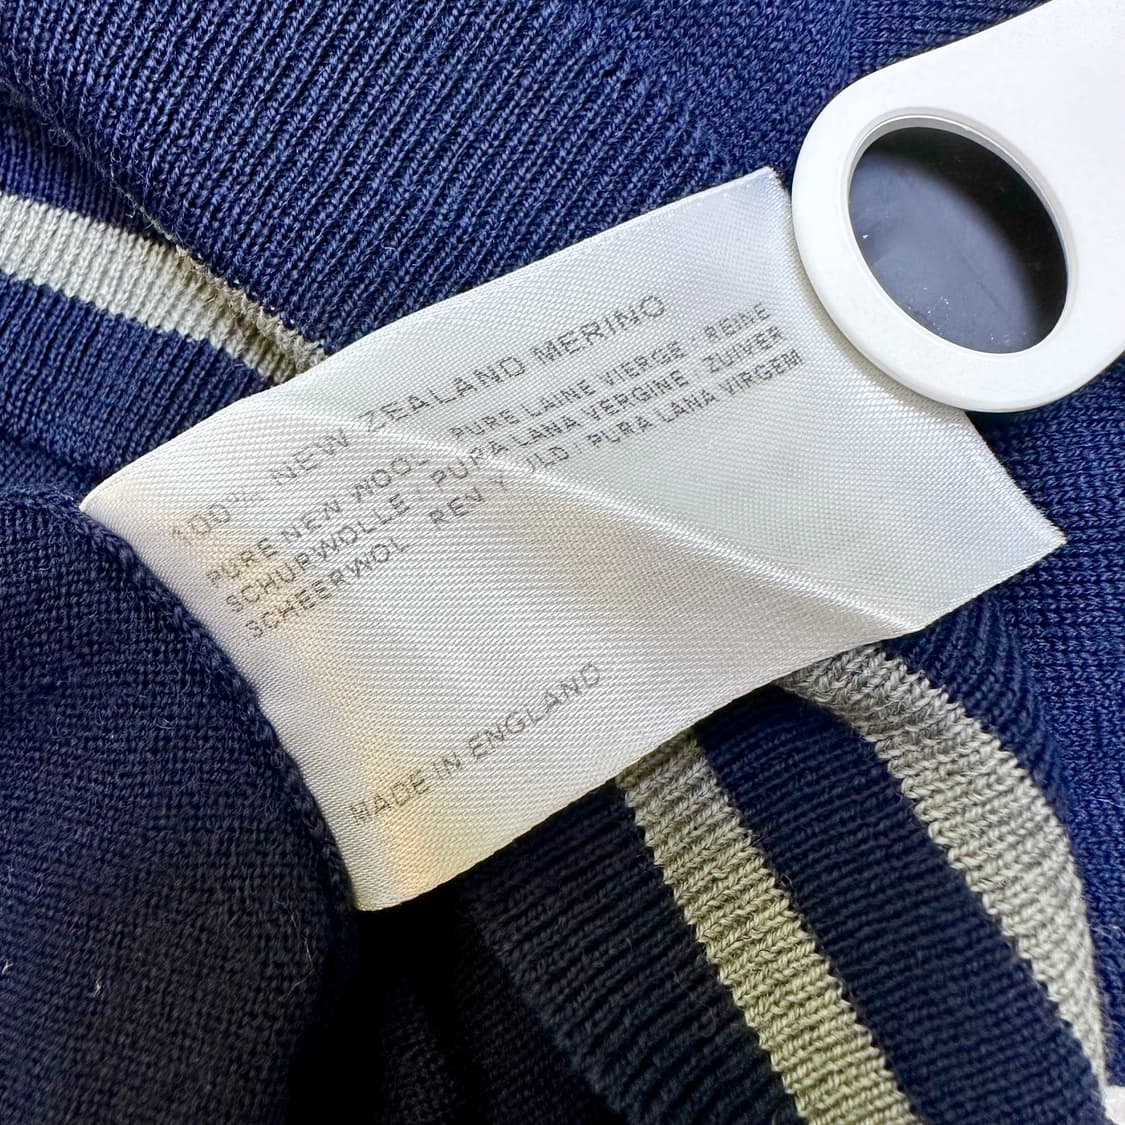 100% NEW ZEALAND MERINO
PURE NEW WOOL PURE LAINE VIERGE REINE
SCHURWOLLE PURA LANA VERGINE ZUIVER
SCHEERWOL REN PURA LANA VIRGEM
MADE IN ENGLAND